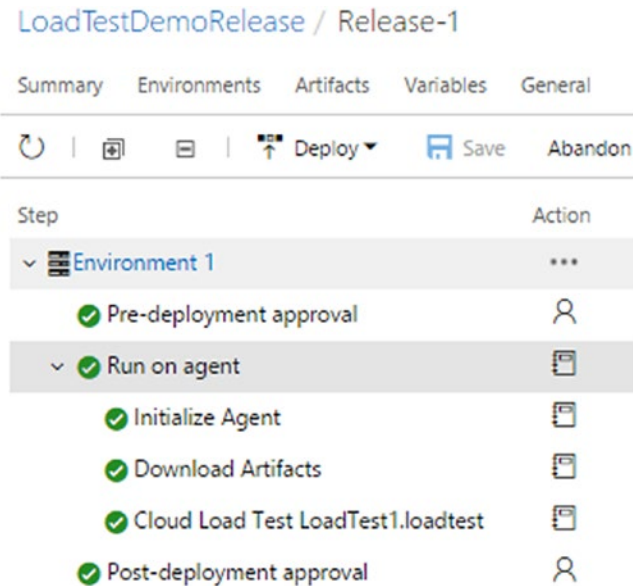 LoadTestDemoRelease / Release-1
Summary Environments Artifacts Variables General
Deploy Save Abandon
Step Action
Environment 1 ...
Pre-deployment approval
Run on agent
Initialize Agent
Download Artifacts
Cloud Load Test LoadTest1.loadtest
Post-deployment approval